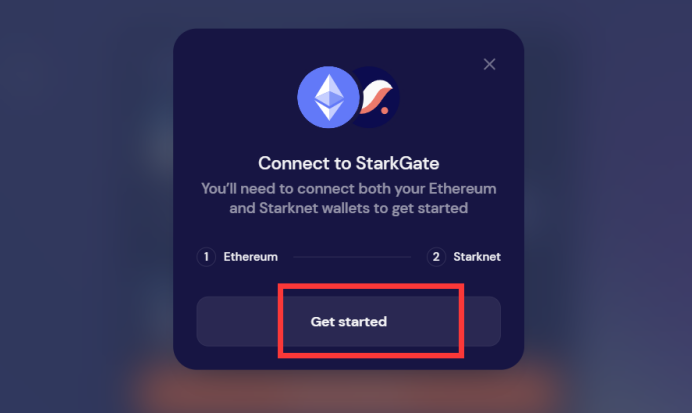 Connect to StarkGate
You'll need to connect both your Ethereum
and Starknet wallets to get started
1 Ethereum 2 Starknet
Get started